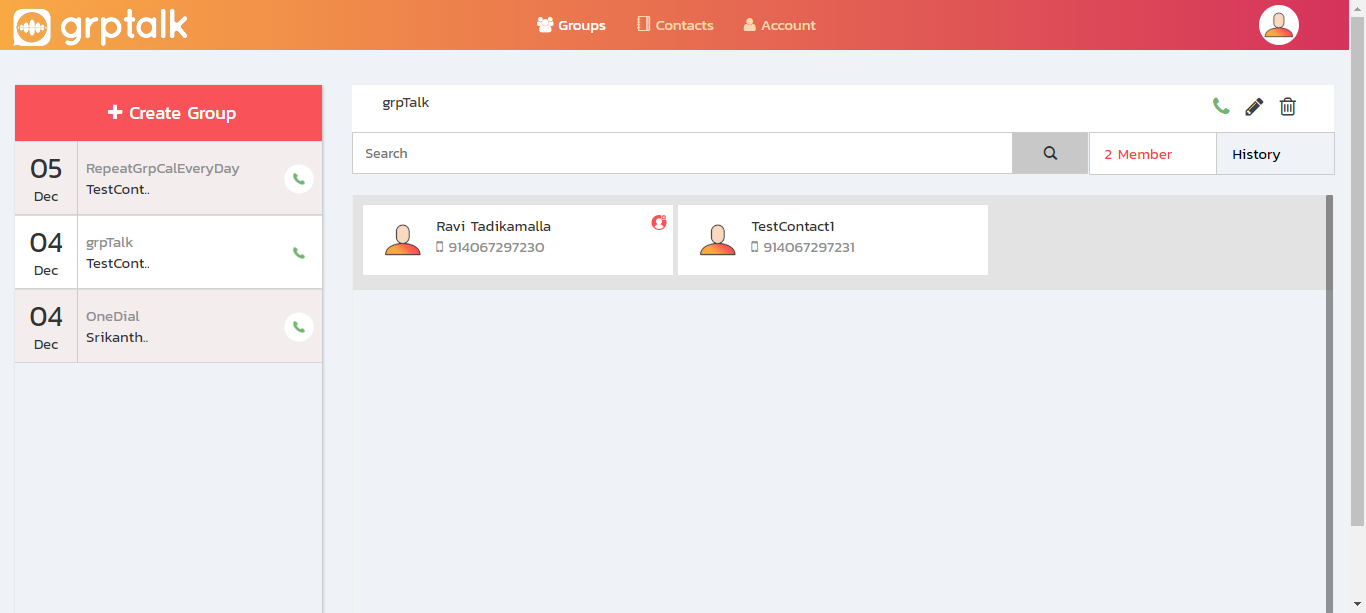 grptalk
Groups
Contacts
Account
Create Group
05
Dec
RepeatGrpCalEveryDay
TestCont..
04
Dec
grpTalk
TestCont..
04
Dec
OneDial
Srikanth..
grpTalk
Search
2 Member
History
Ravi Tadikamalla
914067297230
TestContact1
914067297231